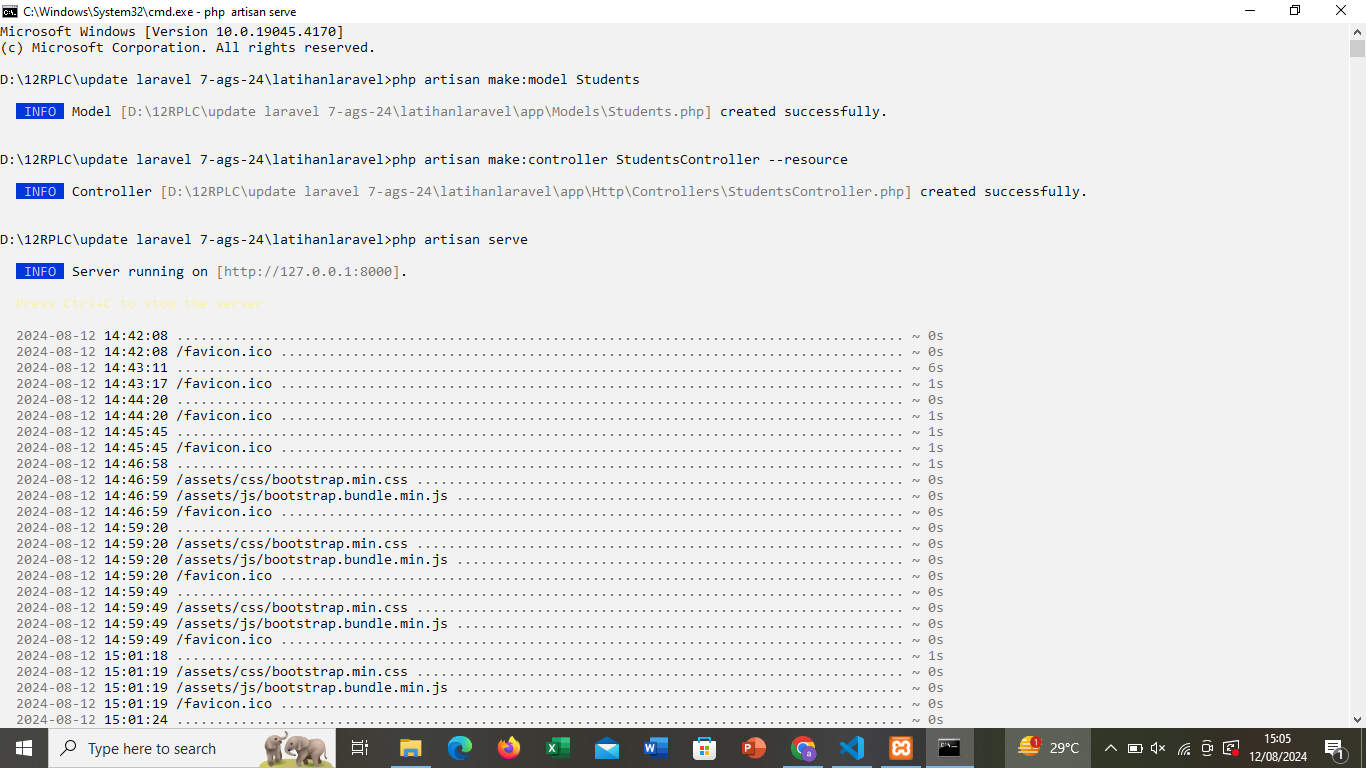 C:\Windows\System32\cmd.exe - php  artisan serve
Microsoft Windows [Version 10.0.19045.4170]
(c) Microsoft Corporation. All rights reserved.
D:\12RPLC\update laravel 7-ags-24\latihanlaravel>php artisan make:model Students
INFO  Model [D:\12RPLC\update laravel 7-ags-24\latihanlaravel\app\Models\Students.php] created successfully.
D:\12RPLC\update laravel 7-ags-24\latihanlaravel>php artisan make:controller StudentsController --resource
INFO  Controller [D:\12RPLC\update laravel 7-ags-24\latihanlaravel\app\Http\Controllers\StudentsController.php] created successfully.
D:\12RPLC\update laravel 7-ags-24\latihanlaravel>php artisan serve
INFO  Server running on [http://127.0.0.1:8000].
Press Ctrl+C to stop the server
2024-08-12 14:42:08 ........................................................................................... ~ 0s
2024-08-12 14:42:08 /favicon.ico .............................................................................. ~ 0s
2024-08-12 14:43:11 ........................................................................................... ~ 6s
2024-08-12 14:43:17 /favicon.ico .............................................................................. ~ 1s
2024-08-12 14:44:20 ........................................................................................... ~ 0s
2024-08-12 14:44:20 /favicon.ico .............................................................................. ~ 1s
2024-08-12 14:45:45 ........................................................................................... ~ 1s
2024-08-12 14:45:45 /favicon.ico .............................................................................. ~ 1s
2024-08-12 14:46:58 ........................................................................................... ~ 1s
2024-08-12 14:46:59 /assets/css/bootstrap.min.css ............................................................. ~ 0s
2024-08-12 14:46:59 /assets/js/bootstrap.bundle.min.js ........................................................ ~ 0s
2024-08-12 14:46:59 /favicon.ico .............................................................................. ~ 0s
2024-08-12 14:59:20 ........................................................................................... ~ 0s
2024-08-12 14:59:20 /assets/css/bootstrap.min.css ............................................................. ~ 0s
2024-08-12 14:59:20 /assets/js/bootstrap.bundle.min.js ........................................................ ~ 0s
2024-08-12 14:59:20 /favicon.ico .............................................................................. ~ 0s
2024-08-12 14:59:49 ........................................................................................... ~ 0s
2024-08-12 14:59:49 /assets/css/bootstrap.min.css ............................................................. ~ 0s
2024-08-12 14:59:49 /assets/js/bootstrap.bundle.min.js ........................................................ ~ 0s
2024-08-12 14:59:49 /favicon.ico .............................................................................. ~ 0s
2024-08-12 15:01:18 ........................................................................................... ~ 1s
2024-08-12 15:01:19 /assets/css/bootstrap.min.css ............................................................. ~ 0s
2024-08-12 15:01:19 /assets/js/bootstrap.bundle.min.js ........................................................ ~ 0s
2024-08-12 15:01:19 /favicon.ico .............................................................................. ~ 0s
2024-08-12 15:01:24 ........................................................................................... ~ 0s
Type here to search
29°C
15:05
12/08/2024